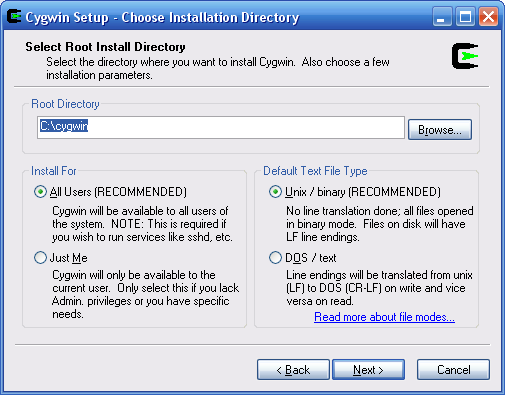 Cygwin Setup - Choose Installation Directory
Select Root Install Directory
Select the directory where you want to install Cygwin. Also choose a few
installation parameters.
Root Directory
C:\cygwin
Browse...
Install For
All Users (RECOMMENDED)
Cygwin will be available to all users of
the system. NOTE: This is required if
you wish to run services like sshd, etc.
Just Me
Cygwin will only be available to the
current user. Only select this if you lack
Admin. privileges or you have specific
needs.
Default Text File Type
Unix / binary (RECOMMENDED)
No line translation done; all files opened
in binary mode. Files on disk will have
LF line endings.
DOS / text
Line endings will be translated from unix
(LF) to DOS (CR-LF) on write and vice
versa on read.
Read more about file modes...
< Back
Next >
Cancel